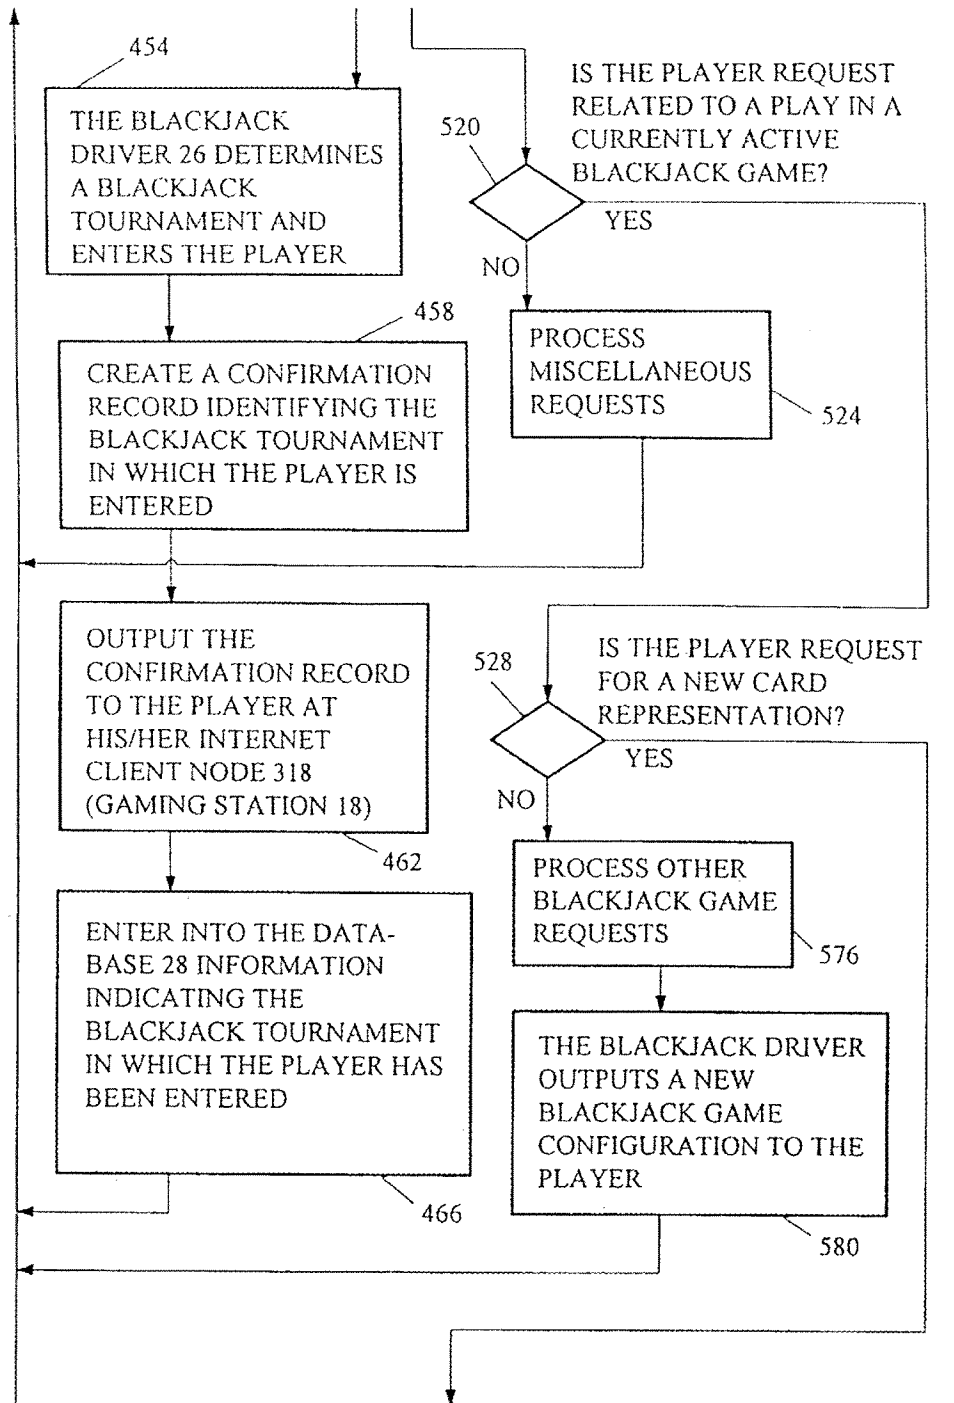 454
THE BLACKJACK
DRIVER 26 DETERMINES
A BLACKJACK
TOURNAMENT AND
ENTERS THE PLAYER
458
CREATE A CONFIRMATION
RECORD IDENTIFYING THE
BLACKJACK TOURNAMENT
IN WHICH THE PLAYER IS
ENTERED
OUTPUT THE
CONFIRMATION RECORD
TO THE PLAYER AT
HIS/HER INTERNET
CLIENT NODE 318
(GAMING STATION 18)
462
ENTER INTO THE DATA-
BASE 28 INFORMATION
INDICATING THE
BLACKJACK TOURNAMENT
IN WHICH THE PLAYER HAS
BEEN ENTERED
466
IS THE PLAYER REQUEST
RELATED TO A PLAY IN A
CURRENTLY ACTIVE
BLACKJACK GAME?
520
YES
NO
PROCESS
MISCELLANEOUS
REQUESTS
524
IS THE PLAYER REQUEST
FOR A NEW CARD
REPRESENTATION?
528
YES
NO
PROCESS OTHER
BLACKJACK GAME
REQUESTS
576
THE BLACKJACK DRIVER
OUTPUTS A NEW
BLACKJACK GAME
CONFIGURATION TO THE
PLAYER
580